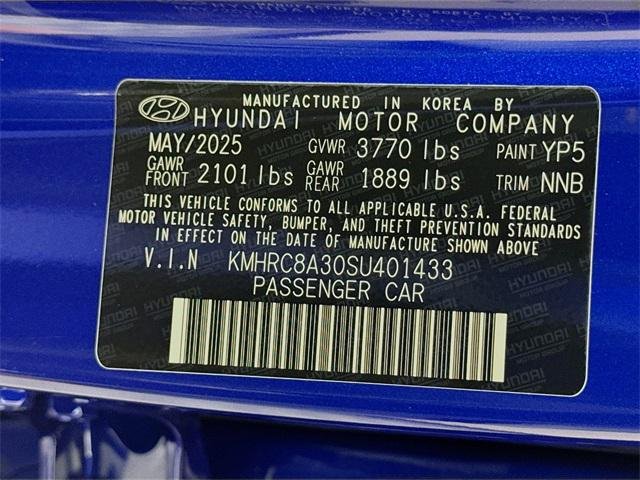 MANUFACTURED IN KOREA BY
HYUNDAI MOTOR COMPANY
MAY/2025 GVWR 3770 lbs PAINT YP5
GAWR FRONT 2101 lbs GAWR REAR 1889 lbs TRIM NNB
THIS VEHICLE CONFORMS TO ALL APPLICABLE U.S.A. FEDERAL
MOTOR VEHICLE SAFETY, BUMPER, AND THEFT PREVENTION STANDARDS
IN EFFECT ON THE DATE OF MANUFACTURE SHOWN ABOVE
V.I.N KMHRC8A30SU401433
PASSENGER CAR